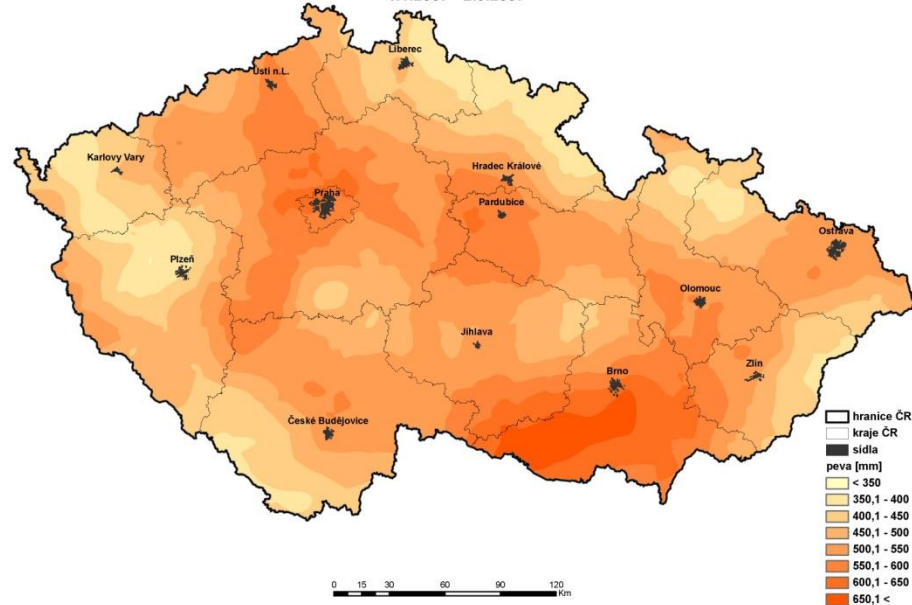 Liberec
Ústí n.L.
Karlovy Vary
Hradec Králové
Praha
Pardubice
Ostrava
Plzeň
Olomouc
Jihlava
Zlín
Brno
České Budějovice
hranice ČR
kraje ČR
sídla
peva [mm]
< 350
350,1 - 400
400,1 - 450
450,1 - 500
500,1 - 550
550,1 - 600
600,1 - 650
650,1 <
0 15 30 60 90 120
Km